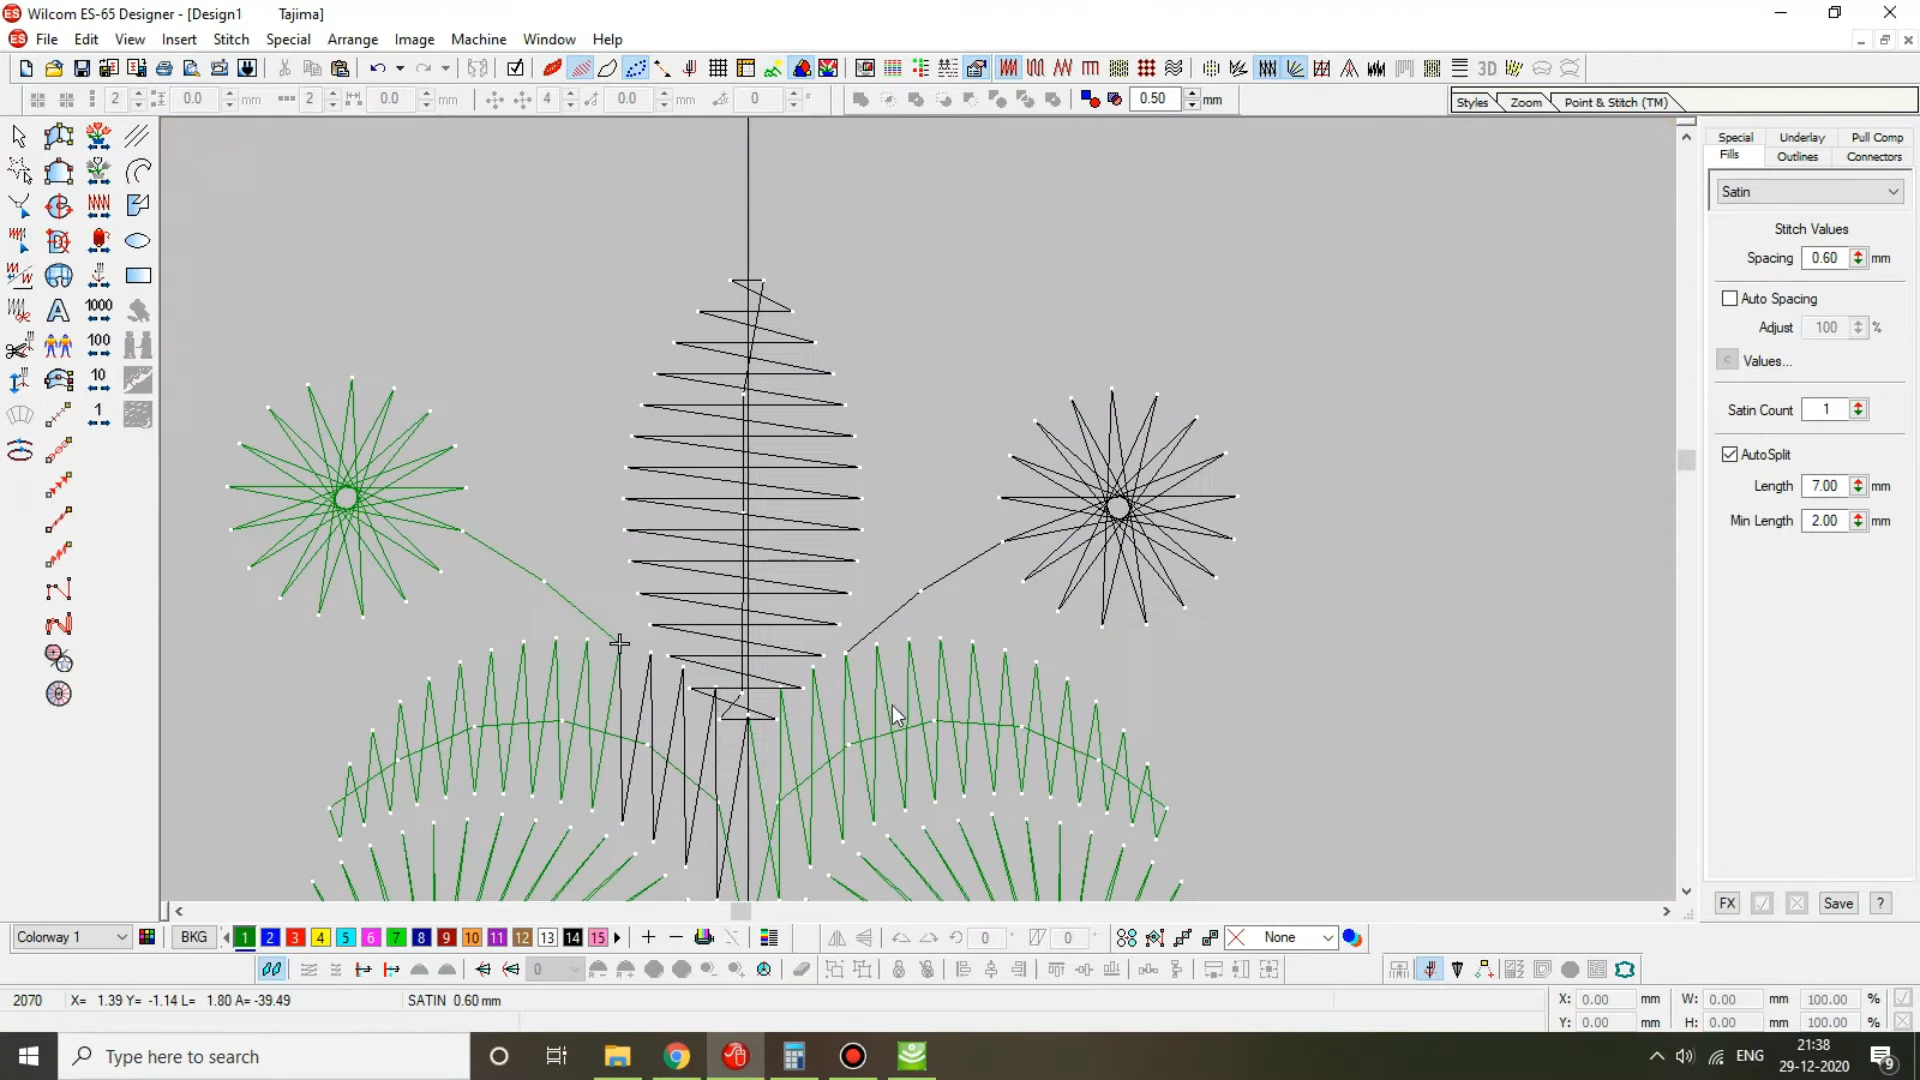 Wilcom ES-65 Designer - [Design1 Tajima]
File Edit View Insert Stitch Special Arrange Image Machine Window Help
2 0.0 mm 2 0.0 mm 4 0.0 mm 0 ° 0.50 mm
Styles Zoom Point & Stitch (TM)
Special Underlay Pull Comp
Fills Outlines Connectors
Satin
Stitch Values
Spacing 0.60 mm
Auto Spacing
Adjust 100 %
< Values...
Satin Count 1
AutoSplit
Length 7.00 mm
Min Length 2.00 mm
1000
100
10
1
3D
A
FX Save ?
Colorway 1 BKG 1 2 3 4 5 6 7 8 9 10 11 12 13 14 15 0 ° 0 ° None
0
2070 X= 1.39 Y= -1.14 L= 1.80 A= -39.49 SATIN 0.60 mm
X: 0.00 mm W: 0.00 mm 100.00 %
Y: 0.00 mm H: 0.00 mm 100.00 %
Type here to search
ENG
21:38
29-12-2020
9